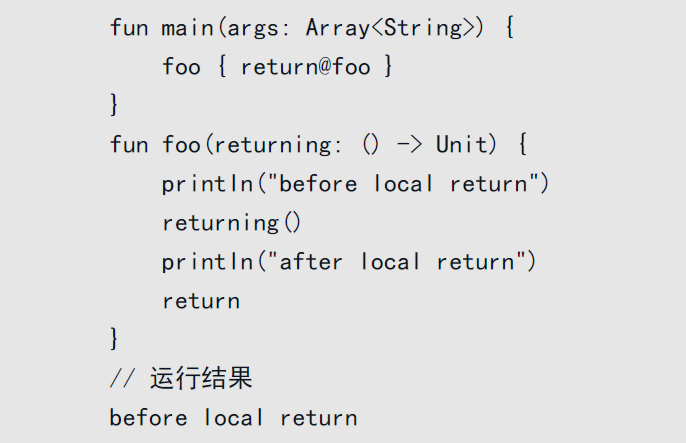 fun main(args: Array<String>) {
    foo { return@foo }
}
fun foo(returning: () -> Unit) {
    println("before local return")
    returning()
    println("after local return")
    return
}
// 运行结果
before local return